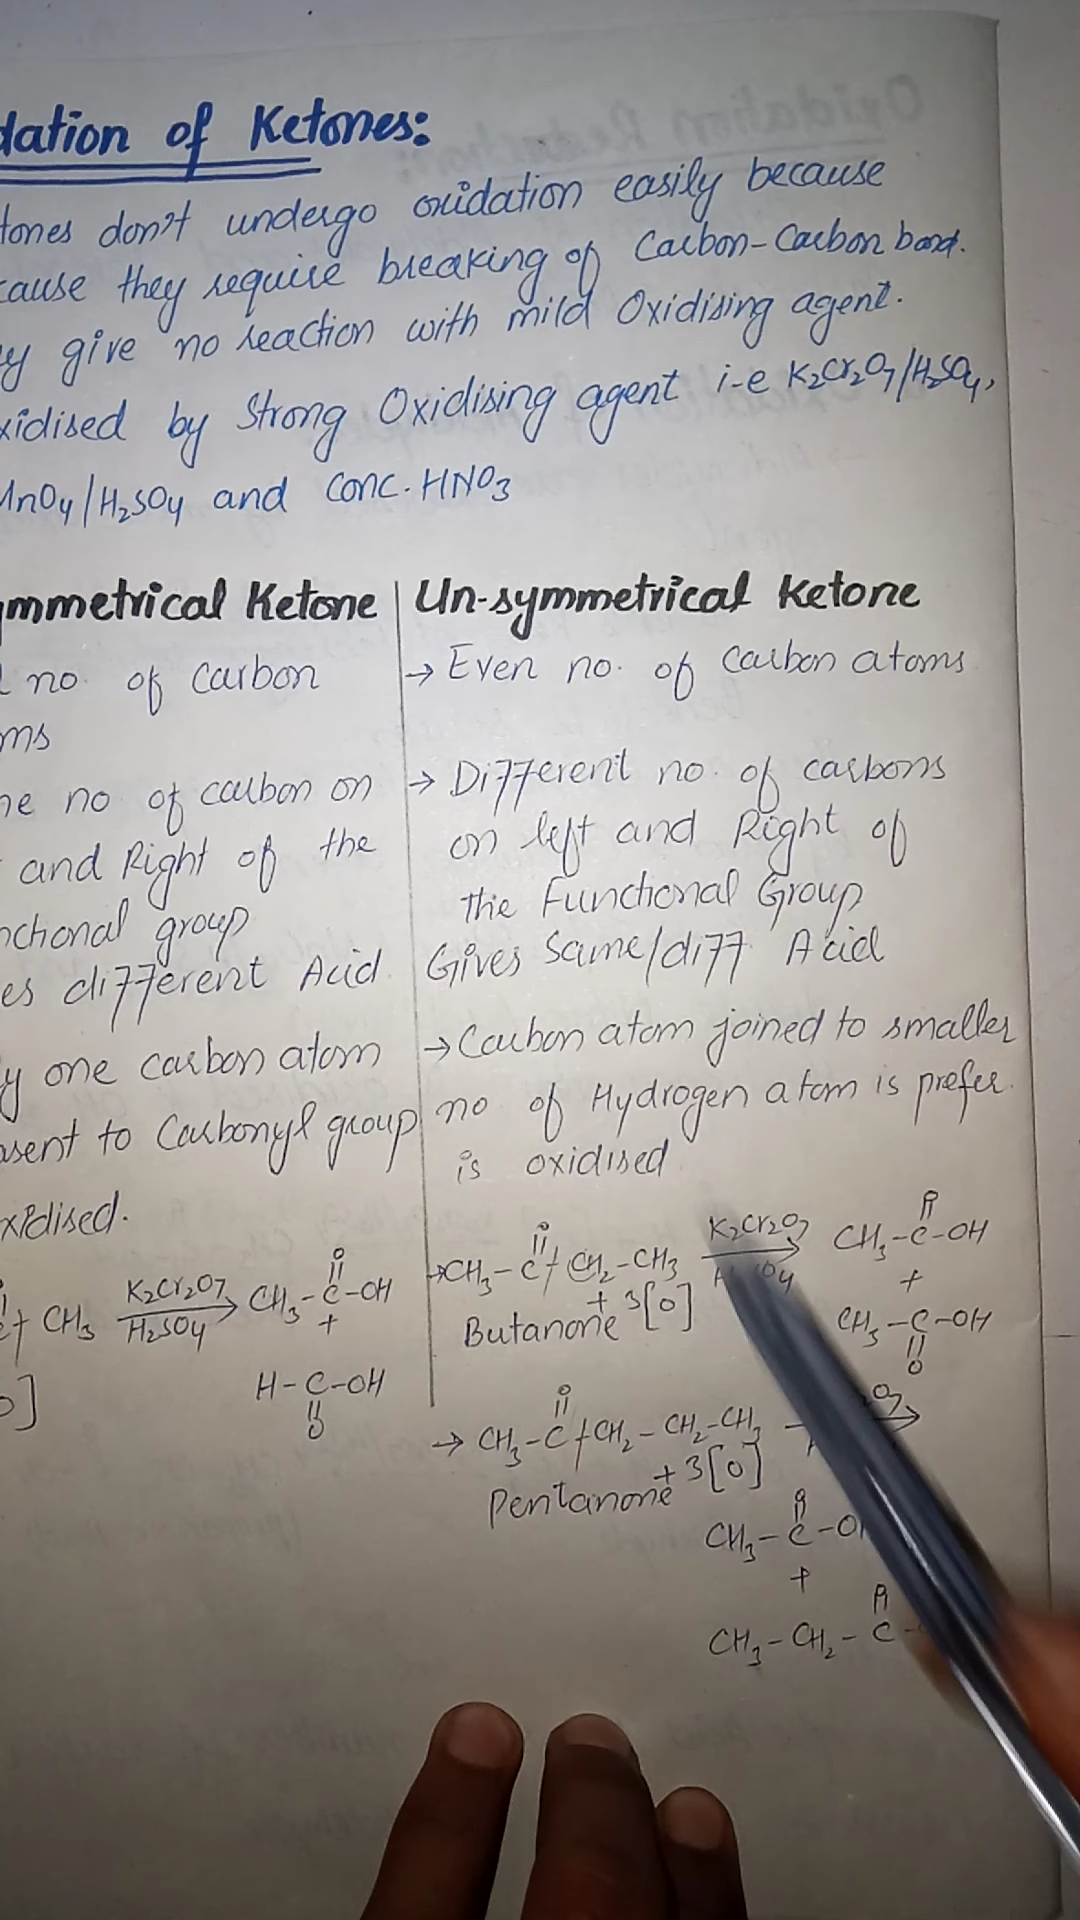 dation of Ketones:
tones don't undergo oxidation easily because
cause they require breaking of Carbon-Carbon bond.
ey give no reaction with mild Oxidising agent.
xidised by Strong Oxidising agent i-e K₂Cr₂O₇/H₂SO₄,
MnO₄/H₂SO₄ and Conc. HNO₃
mmetrical Ketone
no. of Carbon
ms
me no of carbon on
and Right of the
nctional group
es different Acid.
y one carbon atom
asent to Carbonyl group
xidised.
CH₃ K₂Cr₂O₇ CH₃-C-OH
H₂SO₄ +
H-C-OH
O
O]
Un-symmetrical Ketone
→ Even no. of Carbon atoms
→ Different no. of carbons
on left and Right of
the Functional Group
Gives Same/diff Acid
→ Carbon atom joined to smaller
no of Hydrogen atom is prefer
is oxidised
O K₂Cr₂O₇ O
→CH₃-C+CH₂-CH₃ → CH₃-C-OH
+ 3[O] +
Butanone CH₃-C-OH
O
O
→ CH₃-C+CH₂-CH₂-CH₃ →
+ 3[O]
Pentanone
O
CH₃-C-O
+
O
CH₃-CH₂-C-